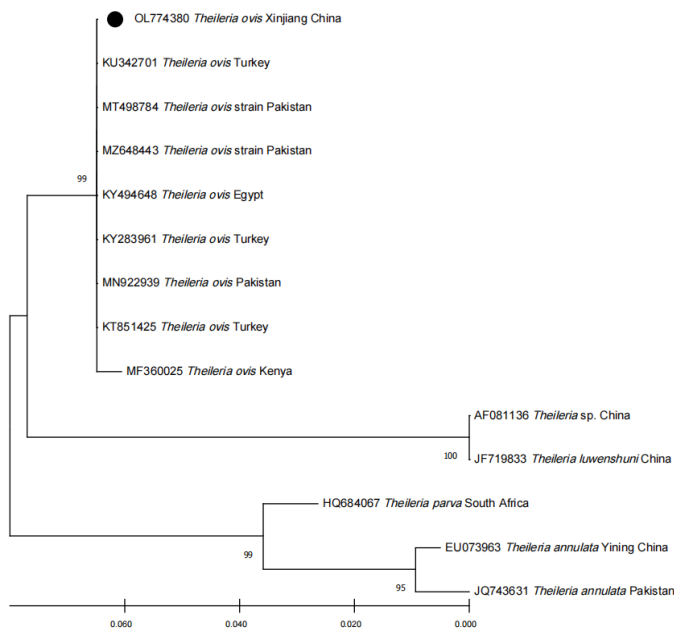 OL774380 Theileria ovis Xinjiang China
KU342701 Theileria ovis Turkey
MT498784 Theileria ovis strain Pakistan
MZ648443 Theileria ovis strain Pakistan
99
KY494648 Theileria ovis Egypt
KY283961 Theileria ovis Turkey
MN922939 Theileria ovis Pakistan
KT851425 Theileria ovis Turkey
MF360025 Theileria ovis Kenya
AF081136 Theileria sp. China
100
JF719833 Theileria luwenshuni China
HQ684067 Theileria parva South Africa
99
EU073963 Theileria annulata Yining China
95
JQ743631 Theileria annulata Pakistan
0.060 0.040 0.020 0.000